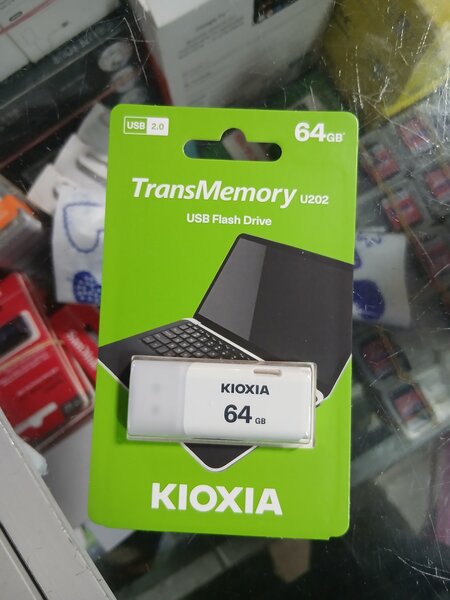 USB 2.0
64GB
TransMemory U202
USB Flash Drive
KIOXIA
64 GB
KIOXIA